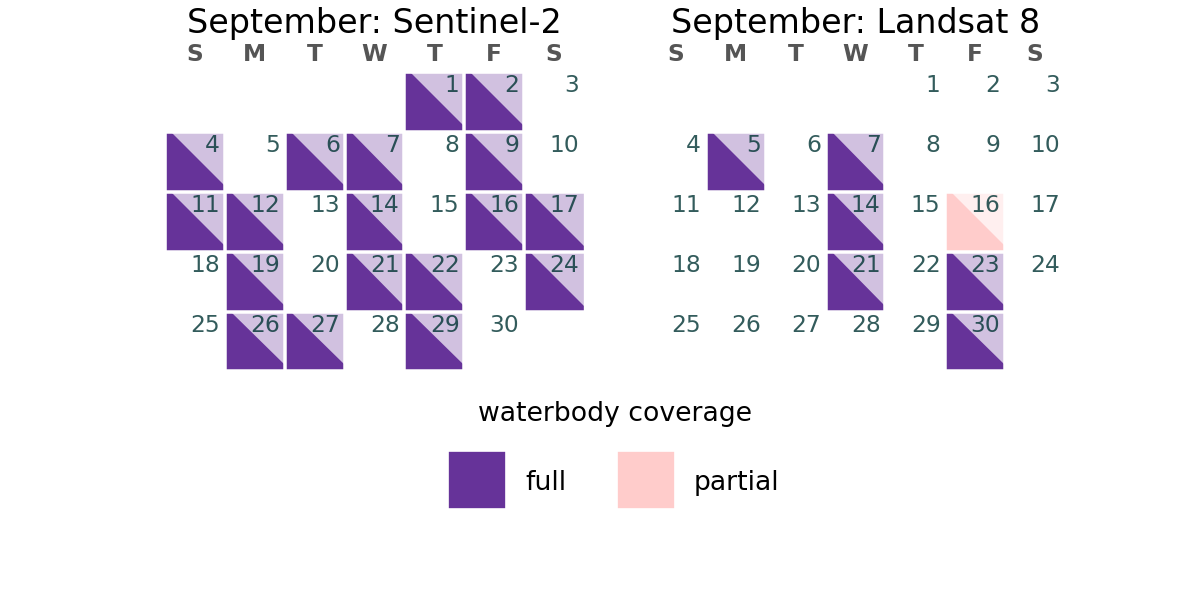 September: Sentinel-2
S M T W T F S
1 2 3
4 5 6 7 8 9 10
11 12 13 14 15 16 17
18 19 20 21 22 23 24
25 26 27 28 29 30
September: Landsat 8
S M T W T F S
1 2 3
4 5 6 7 8 9 10
11 12 13 14 15 16 17
18 19 20 21 22 23 24
25 26 27 28 29 30
waterbody coverage
full
partial